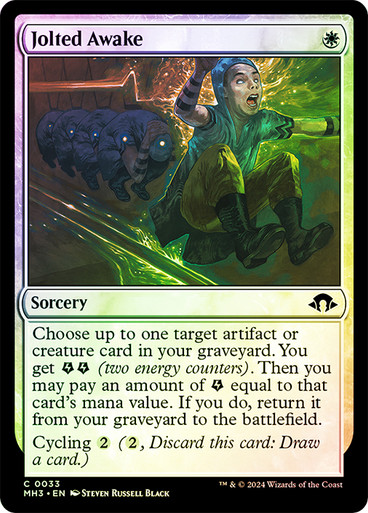 Jolted Awake
Sorcery
Choose up to one target artifact or
creature card in your graveyard. You
get (two energy counters). Then you
may pay an amount of equal to that
card's mana value. If you do, return it
from your graveyard to the battlefield.
Cycling 2 (2, Discard this card: Draw
a card.)
C 0033
MH3 • EN Steven Russell Black
™ & © 2024 Wizards of the Coast